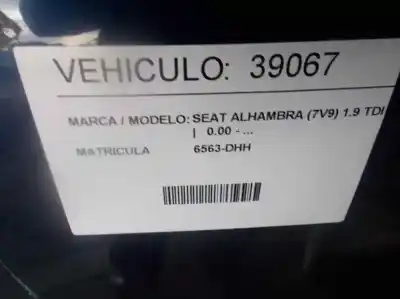 VEHICULO: 39067
MARCA / MODELO: SEAT ALHAMBRA (7V9) 1.9 TDI
| 0.00 - ...
MATRICULA 6563-DHH